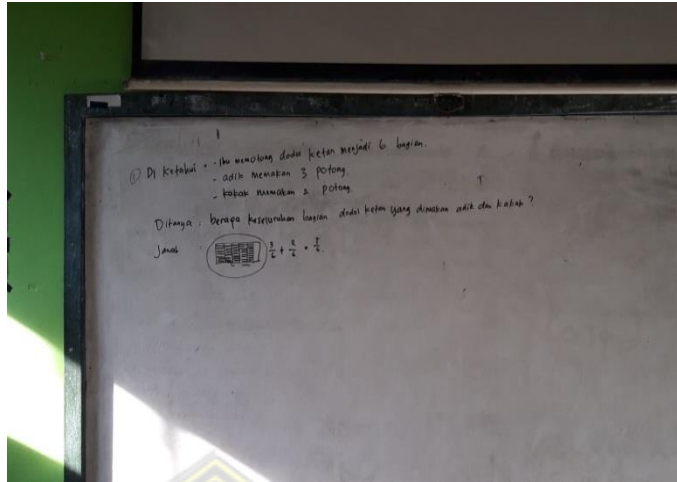 ① Di ketahui = - Ibu memotong dodol ketan menjadi 6 bagian.
- adik memakan 3 potong.
- kakak memakan 2 potong.
Ditanya : berapa keseluruhan bagian dodol ketan yang dimakan adik dan kakak ?
Jawab : 3/6 + 2/6 = 5/6.